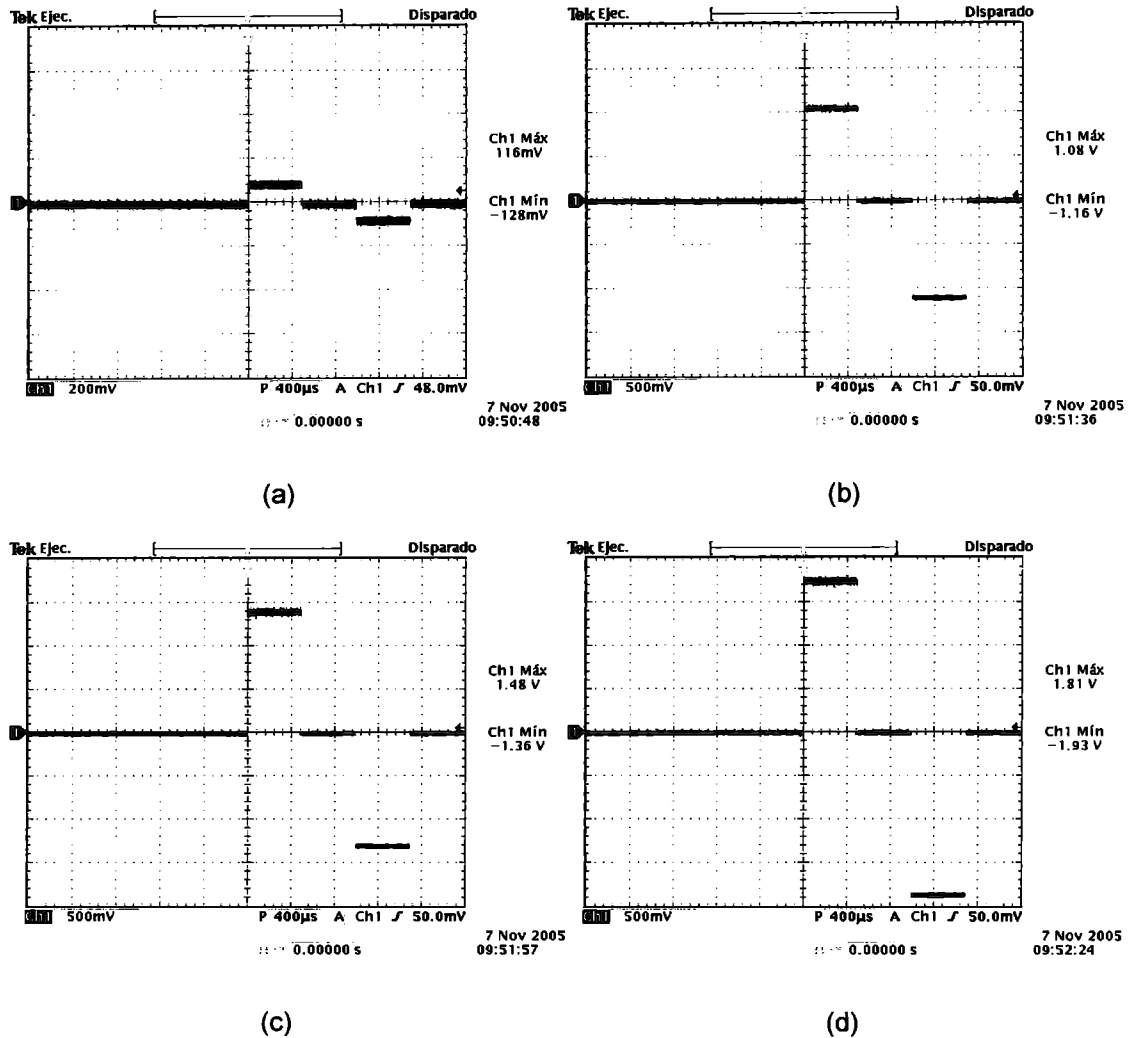 Tek Ejec.
Disparado
Ch1 Máx
116mV
Ch1 Mín
-128mV
1
Ch1 200mV P 400µs A Ch1 ƒ 48.0mV
0.00000 s
7 Nov 2005
09:50:48
(a)
Tek Ejec.
Disparado
Ch1 Máx
1.08 V
Ch1 Mín
-1.16 V
1
Ch1 500mV P 400µs A Ch1 ƒ 50.0mV
0.00000 s
7 Nov 2005
09:51:36
(b)
Tek Ejec.
Disparado
Ch1 Máx
1.48 V
Ch1 Mín
-1.36 V
1
Ch1 500mV P 400µs A Ch1 ƒ 50.0mV
0.00000 s
7 Nov 2005
09:51:57
(c)
Tek Ejec.
Disparado
Ch1 Máx
1.81 V
Ch1 Mín
-1.93 V
1
Ch1 500mV P 400µs A Ch1 ƒ 50.0mV
0.00000 s
7 Nov 2005
09:52:24
(d)